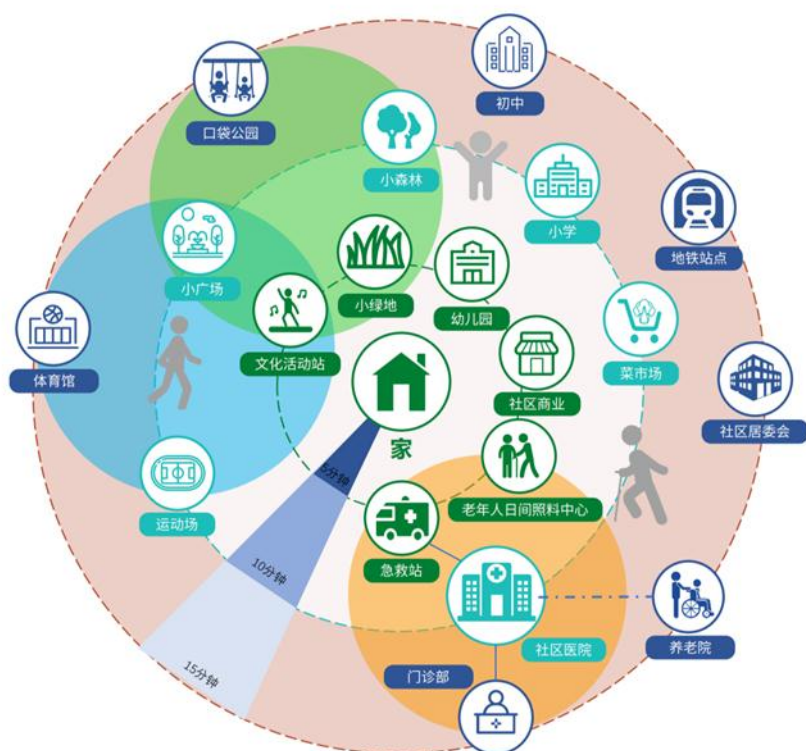 初中
口袋公园
小森林
小学
地铁站点
小广场
小绿地
幼儿园
文化活动站
菜市场
体育馆
社区商业
社区居委会
家
5分钟
运动场
老年人日间照料中心
急救站
10分钟
社区医院
养老院
15分钟
门诊部